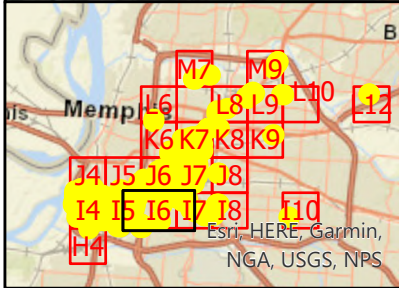 B
M7 M9
L6 L8 L9 L10 L12
Memphis
K6 K7 K8 K9
J4 J5 J6 J7 J8
I4 I5 I6 I7 I8 I10
Esri, HERE, Garmin,
H4
NGA, USGS, NPS